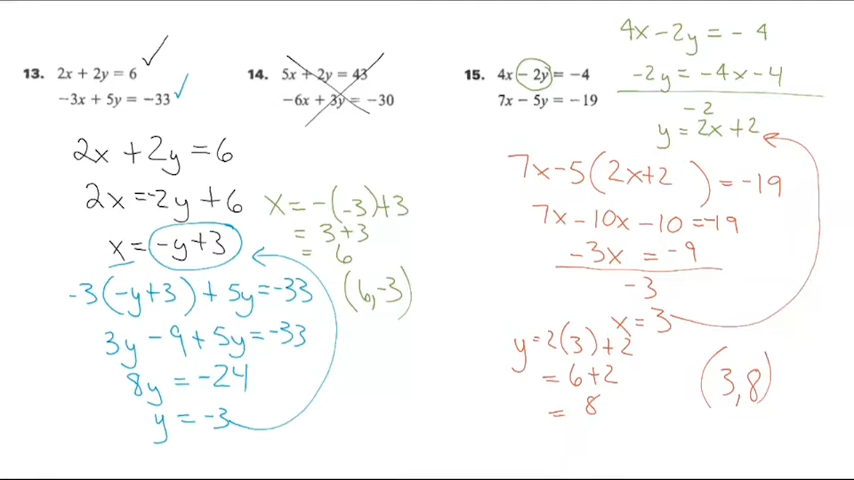 13. 2x + 2y = 6
−3x + 5y = −33
2x + 2y = 6
2x = -2y + 6
x = -y + 3
-3(-y+3) + 5y = -33
3y - 9 + 5y = -33
8y = -24
y = -3
x = -(-3)+3
= 3+3
= 6
(6,-3)
14. 5x + 2y = 43
−6x + 3y = −30
15. 4x − 2y = −4
7x − 5y = −19
4x - 2y = - 4
-2y = -4x - 4
-2
y = 2x + 2
7x - 5(2x+2) = -19
7x - 10x - 10 = -19
-3x = -9
-3
x = 3
y = 2(3) + 2
= 6+2
= 8
(3,8)